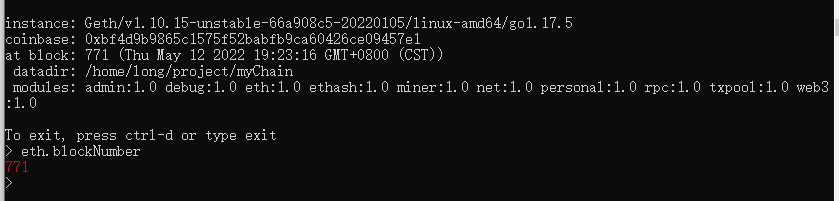 instance: Geth/v1.10.15-unstable-66a908c5-20220105/linux-amd64/go1.17.5
coinbase: 0xbf4d9b9865c1575f52babfb9ca60426ce09457e1
at block: 771 (Thu May 12 2022 19:23:16 GMT+0800 (CST))
 datadir: /home/long/project/myChain
 modules: admin:1.0 debug:1.0 eth:1.0 ethash:1.0 miner:1.0 net:1.0 personal:1.0 rpc:1.0 txpool:1.0 web3
:1.0
To exit, press ctrl-d or type exit
> eth.blockNumber
771
>